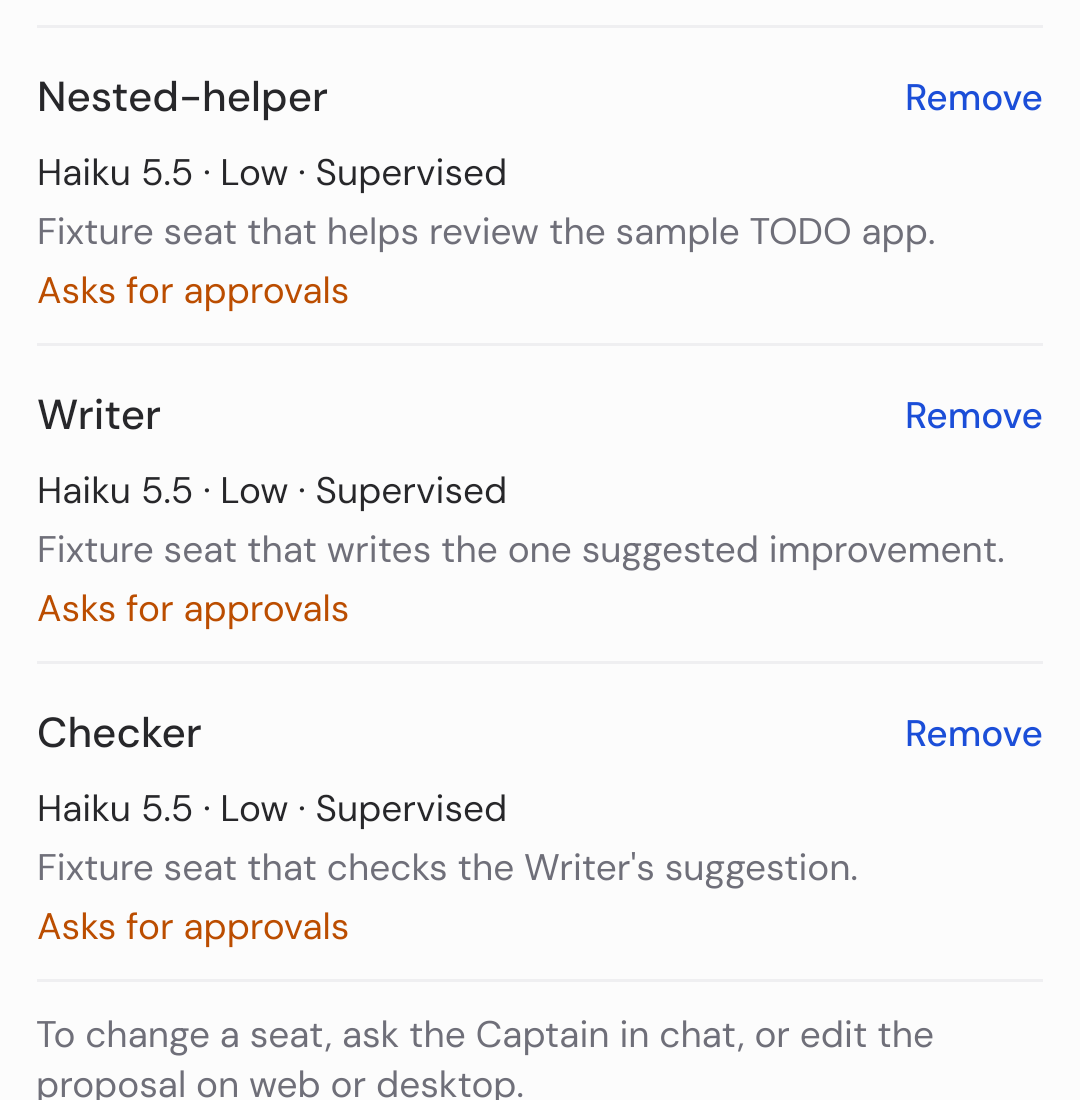 Nested-helper
Remove
Haiku 5.5 · Low · Supervised
Fixture seat that helps review the sample TODO app.
Asks for approvals
Writer
Remove
Haiku 5.5 · Low · Supervised
Fixture seat that writes the one suggested improvement.
Asks for approvals
Checker
Remove
Haiku 5.5 · Low · Supervised
Fixture seat that checks the Writer's suggestion.
Asks for approvals
To change a seat, ask the Captain in chat, or edit the
proposal on web or desktop.